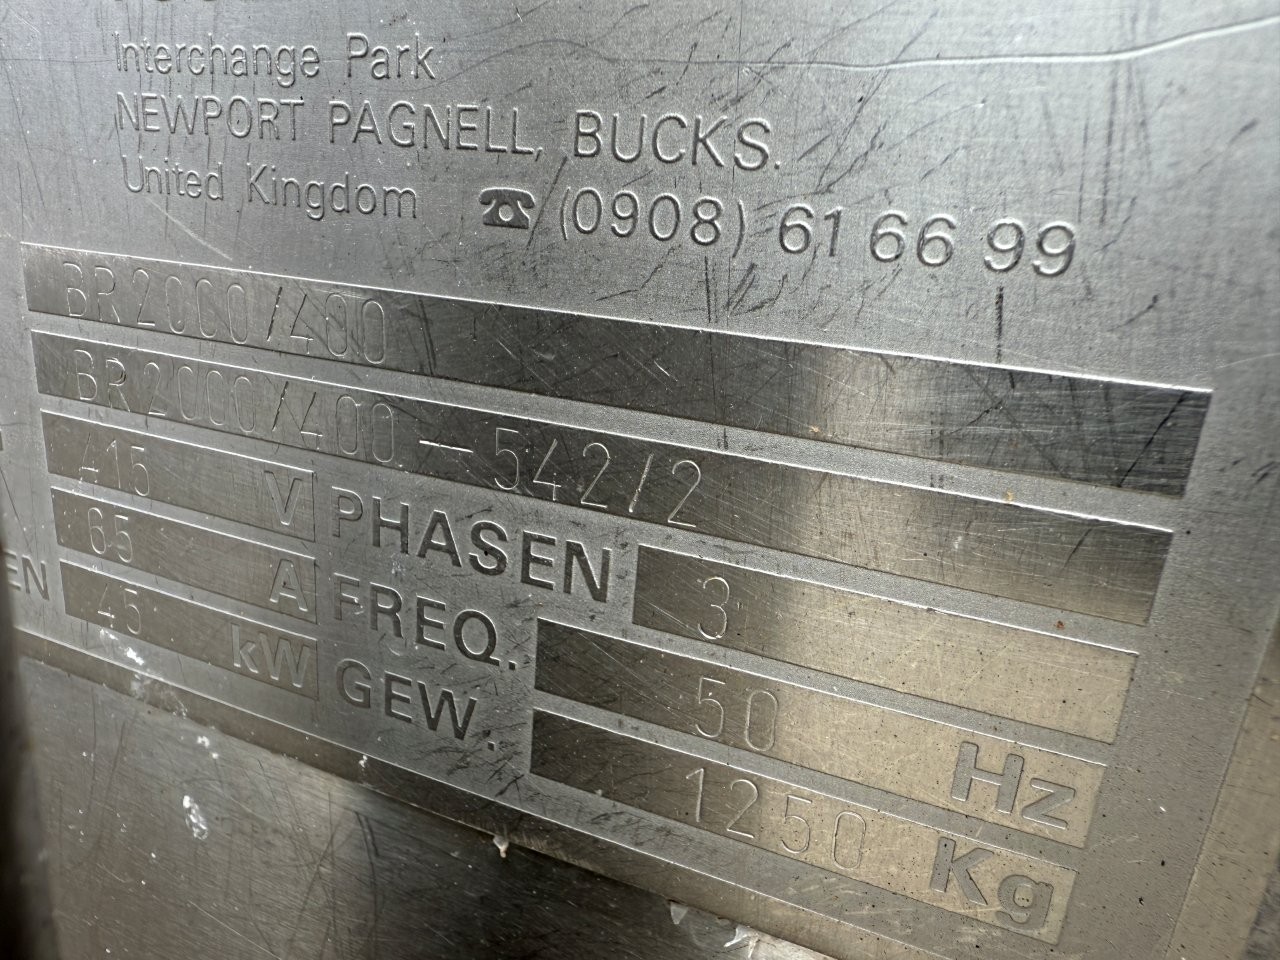 Interchange Park
NEWPORT PAGNELL, BUCKS.
United Kingdom ☎ (0908) 61 66 99
BR2000/400
BR2000/400-542/2
415 V PHASEN 3
65 A FREQ. 50 Hz
EN 45 kW GEW. 1250 Kg